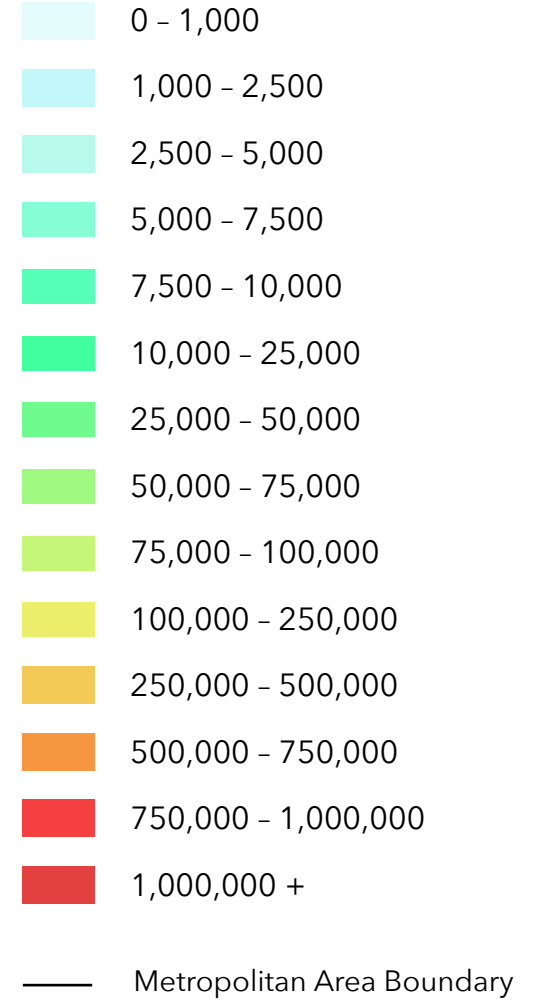 0 – 1,000
1,000 – 2,500
2,500 – 5,000
5,000 – 7,500
7,500 – 10,000
10,000 – 25,000
25,000 – 50,000
50,000 – 75,000
75,000 – 100,000
100,000 – 250,000
250,000 – 500,000
500,000 – 750,000
750,000 – 1,000,000
1,000,000 +
Metropolitan Area Boundary